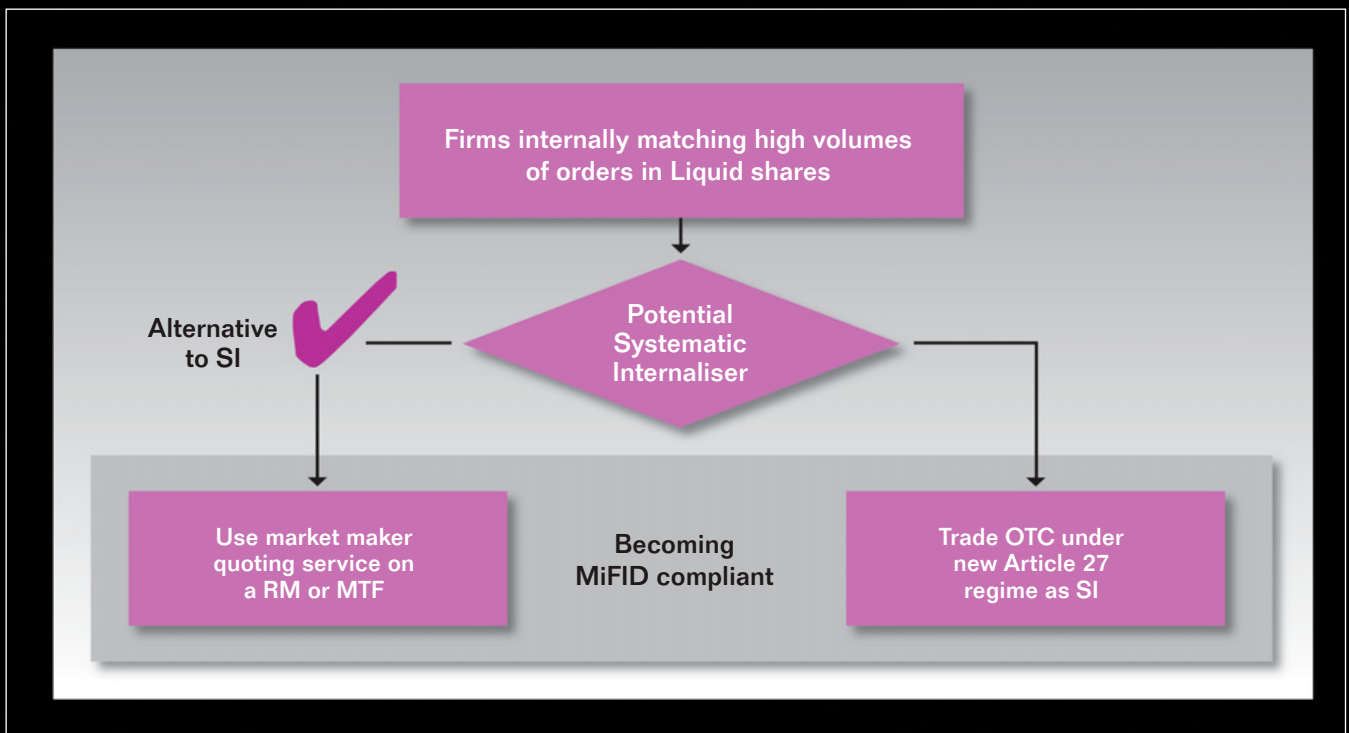 Firms internally matching high volumes
of orders in Liquid shares
Potential
Systematic
Internaliser
Alternative
to SI
Use market maker
quoting service on
a RM or MTF
Becoming
MiFID compliant
Trade OTC under
new Article 27
regime as SI